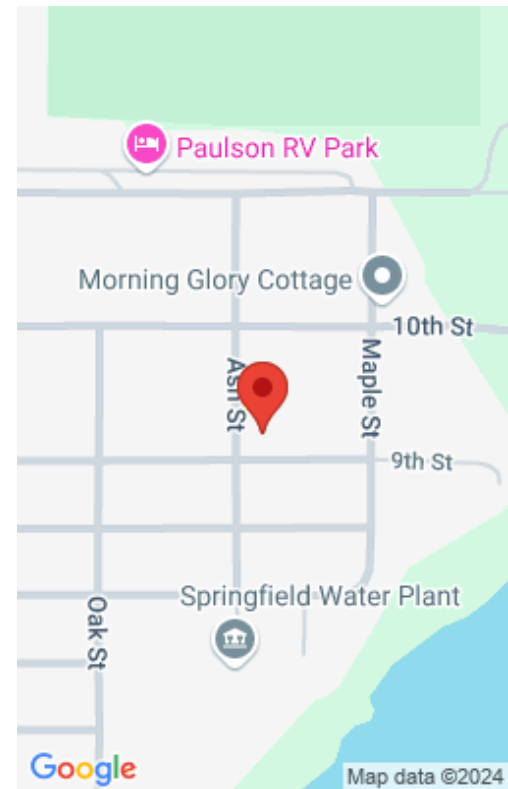 Paulson RV Park
Morning Glory Cottage
10th St
Ash St
Maple St
9th St
Springfield Water Plant
Oak St
Google
Map data ©2024